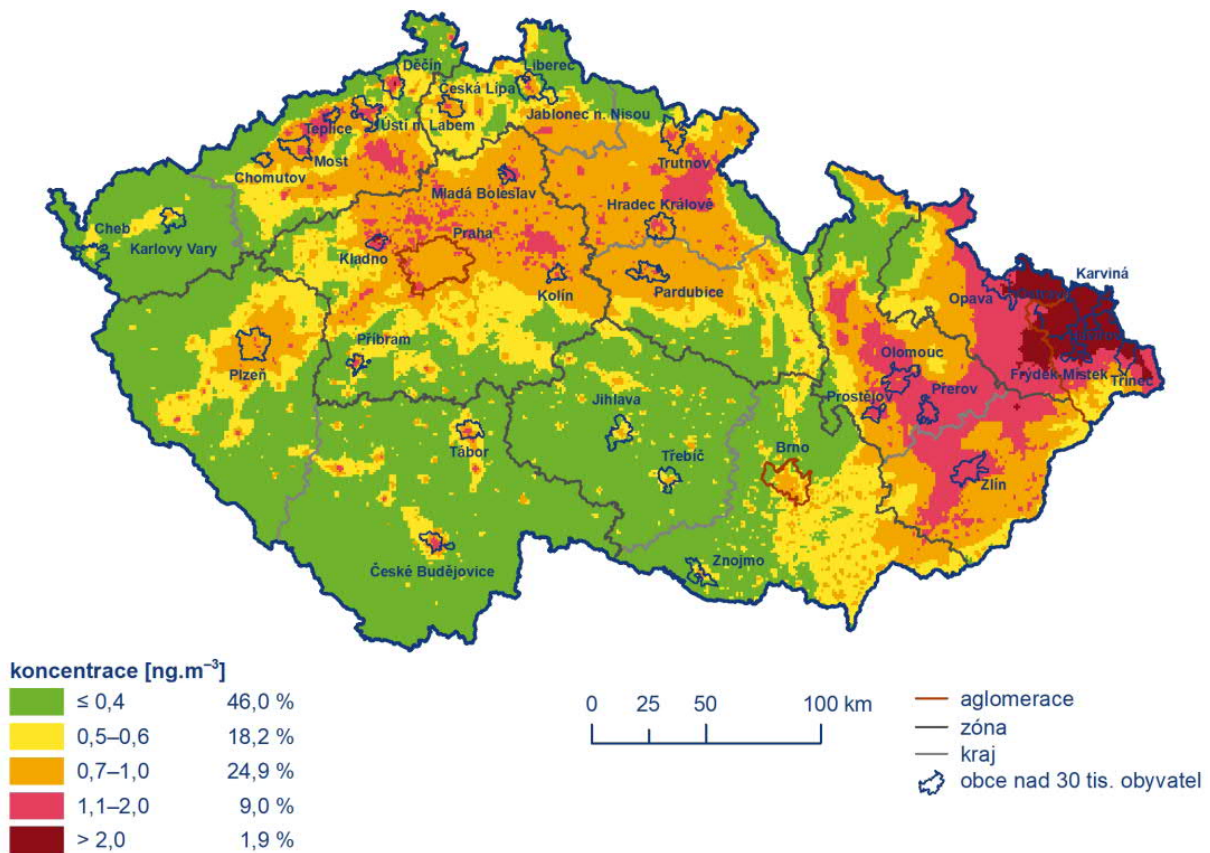 Děčín
Liberec
Česká Lípa
Jablonec n. Nisou
Teplice
Ústí n. Labem
Most
Trutnov
Chomutov
Mladá Boleslav
Hradec Králové
Cheb
Karlovy Vary
Praha
Kladno
Kolín
Pardubice
Karviná
Opava
Příbram
Plzeň
Olomouc
Frýdek-Místek
Třinec
Prostějov
Přerov
Jihlava
Tábor
Třebíč
Brno
Zlín
České Budějovice
Znojmo
koncentrace [ng.m⁻³]
≤ 0,4 46,0 %
0,5–0,6 18,2 %
0,7–1,0 24,9 %
1,1–2,0 9,0 %
> 2,0 1,9 %
0 25 50 100 km
aglomerace
zóna
kraj
obce nad 30 tis. obyvatel